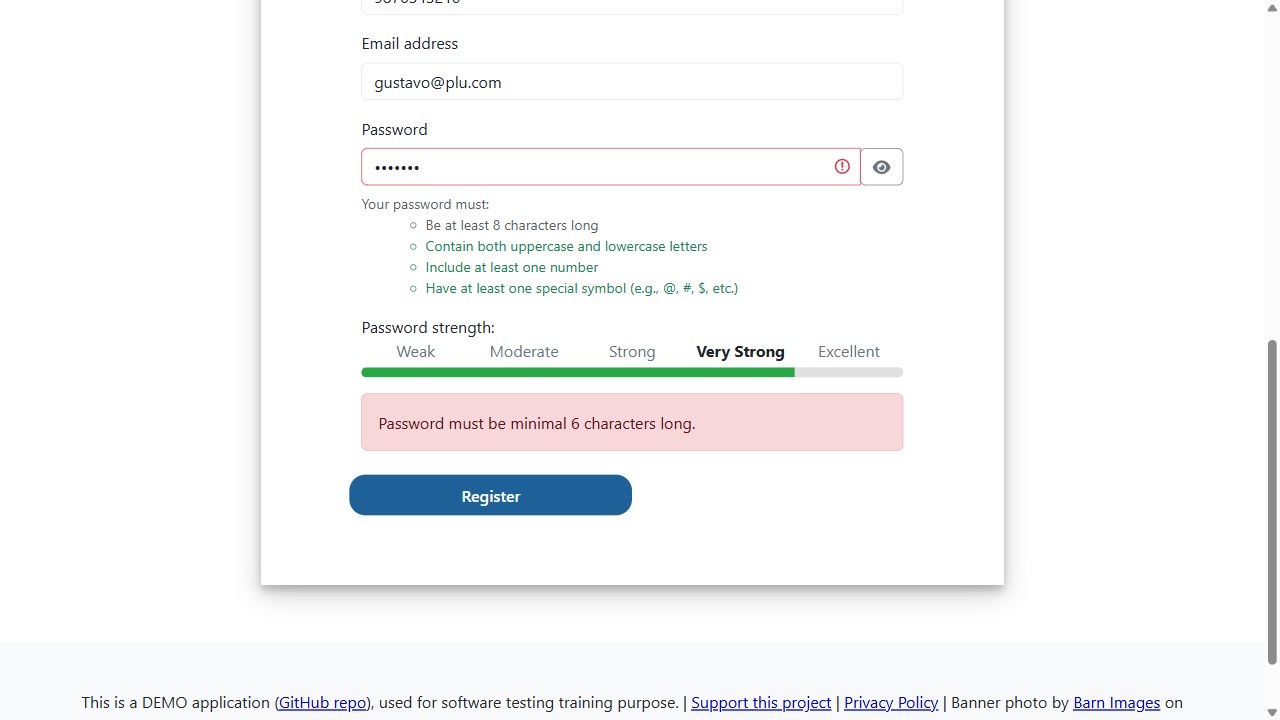 Email address
gustavo@plu.com
Password
•••••••
Your password must:
Be at least 8 characters long
Contain both uppercase and lowercase letters
Include at least one number
Have at least one special symbol (e.g., @, #, $, etc.)
Password strength:
Weak Moderate Strong Very Strong Excellent
Password must be minimal 6 characters long.
Register
This is a DEMO application (GitHub repo), used for software testing training purpose. | Support this project | Privacy Policy | Banner photo by Barn Images on